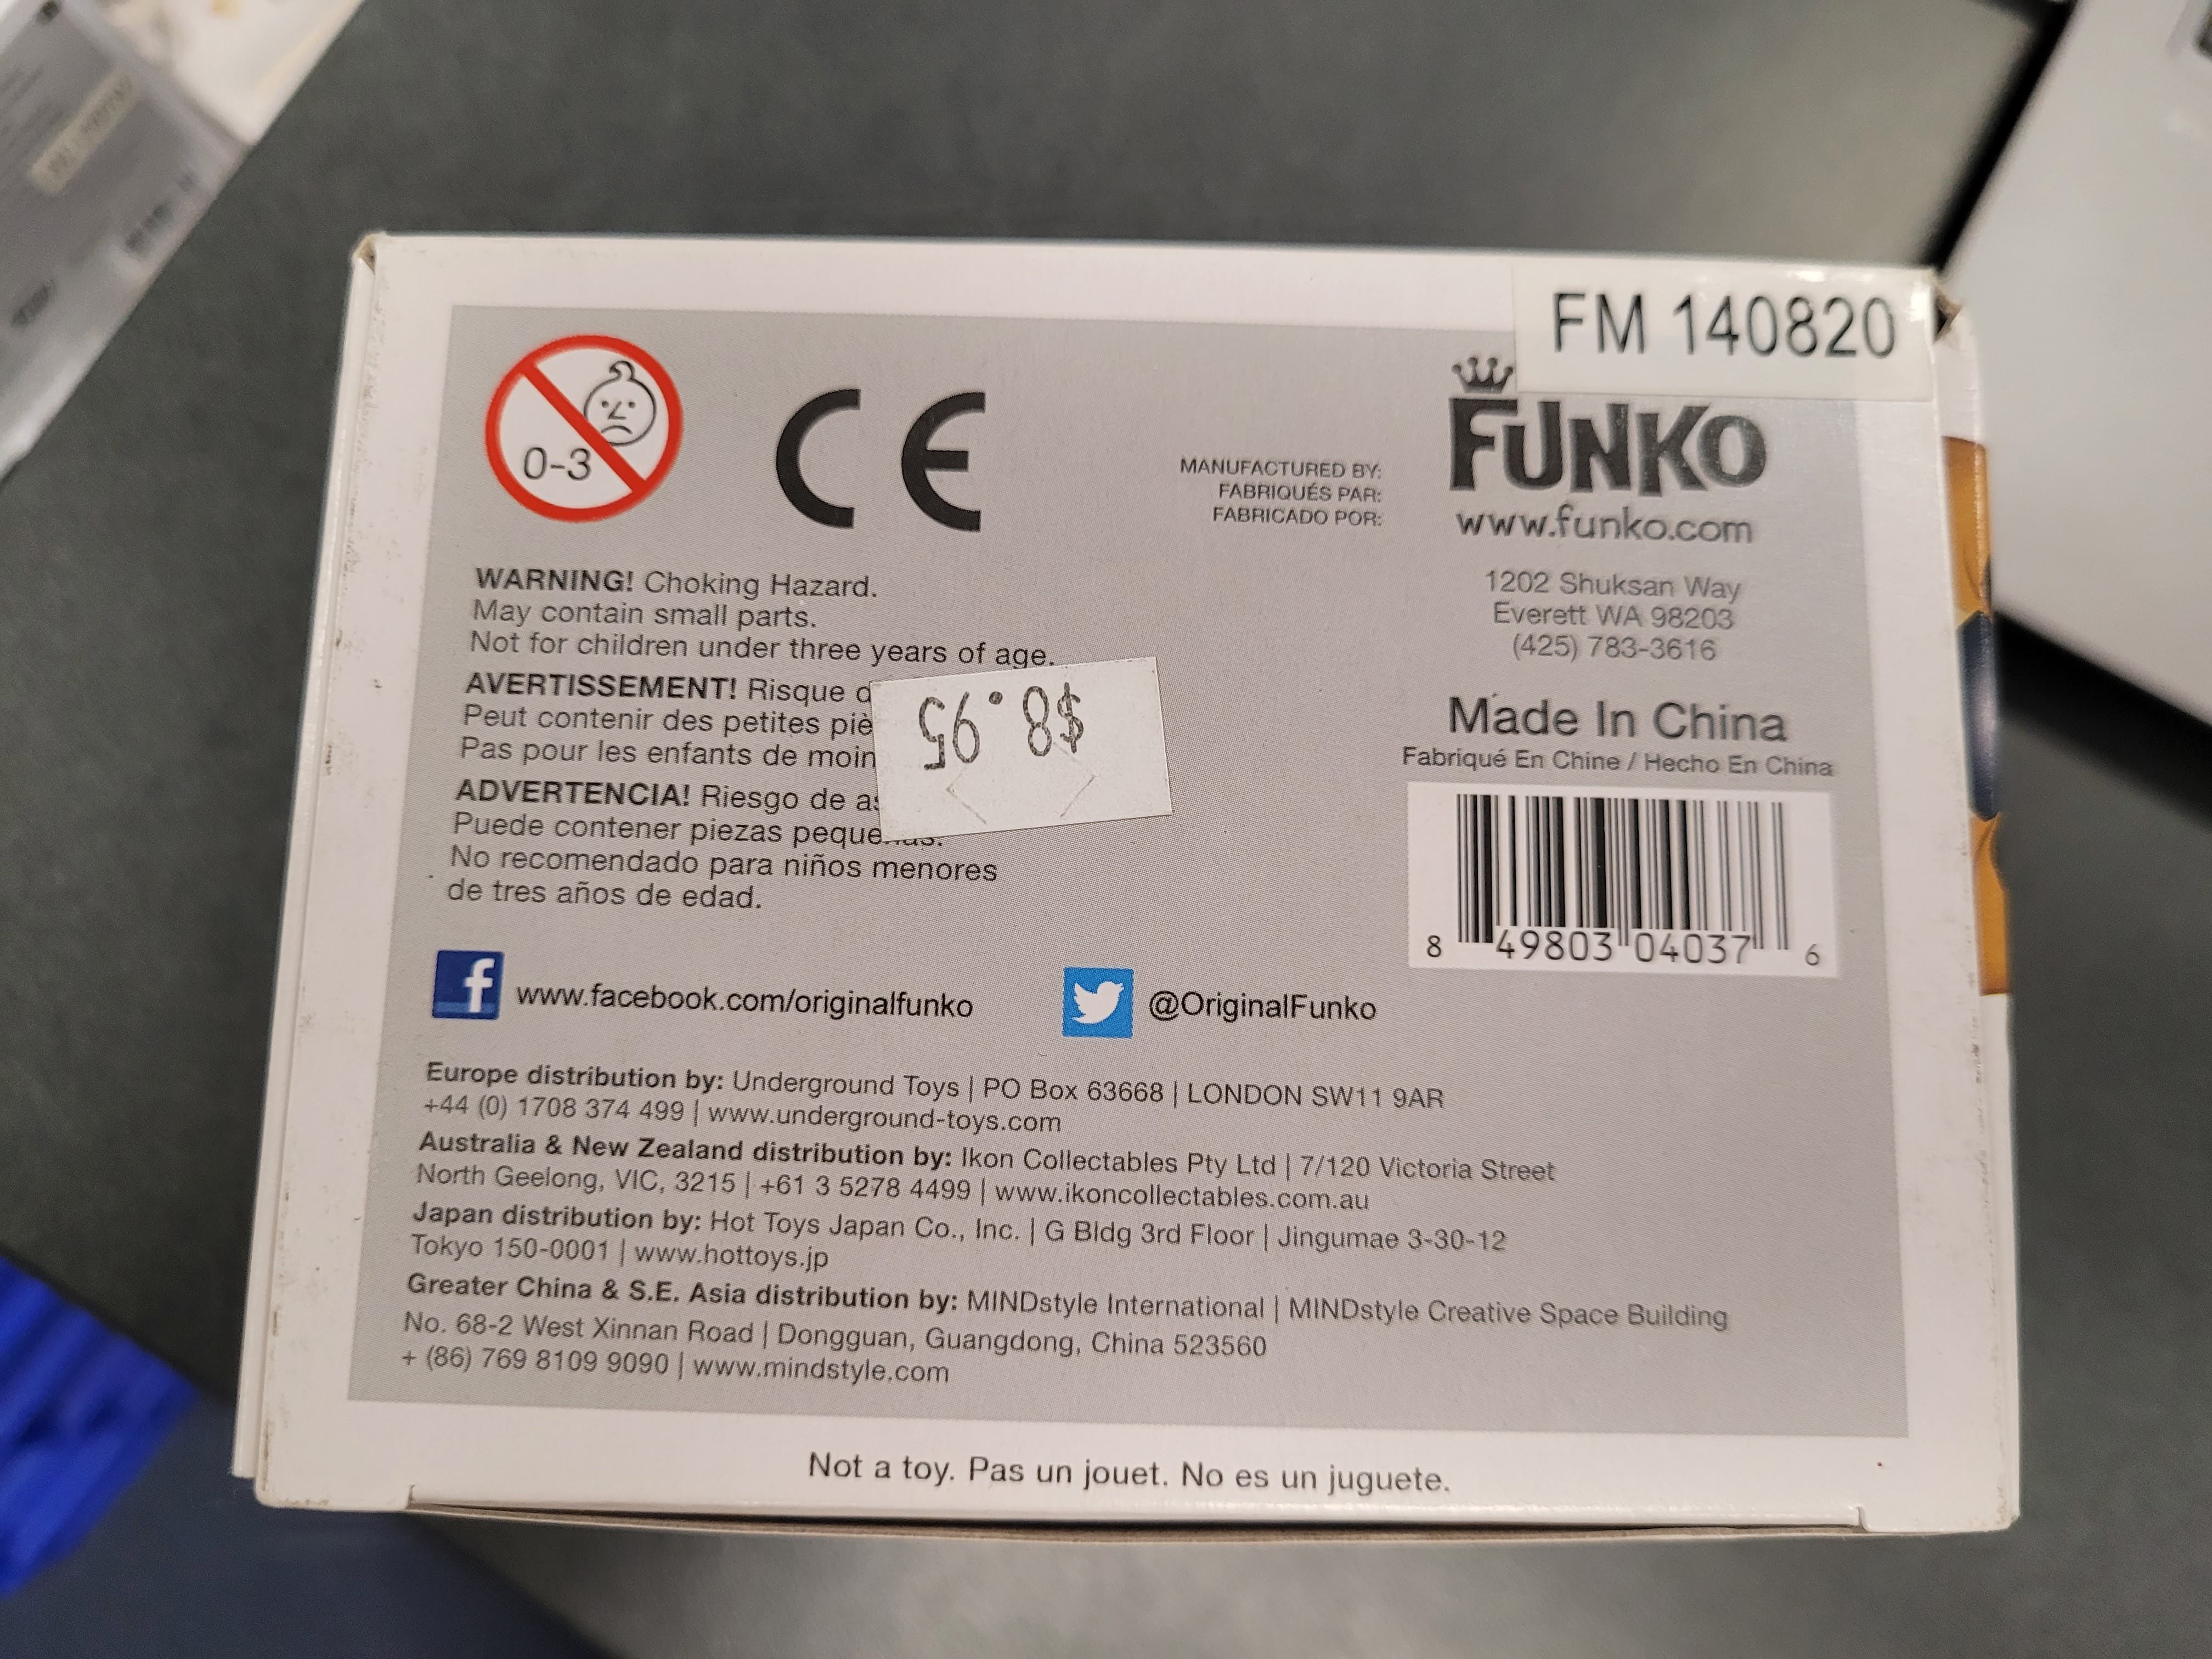 FM 140820
0-3
CE
MANUFACTURED BY:
FABRIQUÉS PAR:
FABRICADO POR:
FUNKO
www.funko.com
1202 Shuksan Way
Everett WA 98203
(425) 783-3616
WARNING! Choking Hazard.
May contain small parts.
Not for children under three years of age.
AVERTISSEMENT! Risque
Peut contenir des petites
Pas pour les enfants de
$8.95
ADVERTENCIA! Riesgo de
Puede contener piezas
No recomendado para niños menores
de tres años de edad.
Made In China
Fabriqué En Chine / Hecho En China
8 49803 04037 6
f www.facebook.com/originalfunko
@OriginalFunko
Europe distribution by: Underground Toys | PO Box 63668 | LONDON SW11 9AR
+44 (0) 1708 374 499 | www.underground-toys.com
Australia & New Zealand distribution by: Ikon Collectables Pty Ltd | 7/120 Victoria Street
North Geelong, VIC, 3215 | +61 3 5278 4499 | www.ikoncollectables.com.au
Japan distribution by: Hot Toys Japan Co., Inc. | G Bldg 3rd Floor | Jingumae 3-30-12
Tokyo 150-0001 | www.hottoys.jp
Greater China & S.E. Asia distribution by: MINDstyle International | MINDstyle Creative Space Building
No. 68-2 West Xinnan Road | Dongguan, Guangdong, China 523560
+ (86) 769 8109 9090 | www.mindstyle.com
Not a toy. Pas un jouet. No es un juguete.